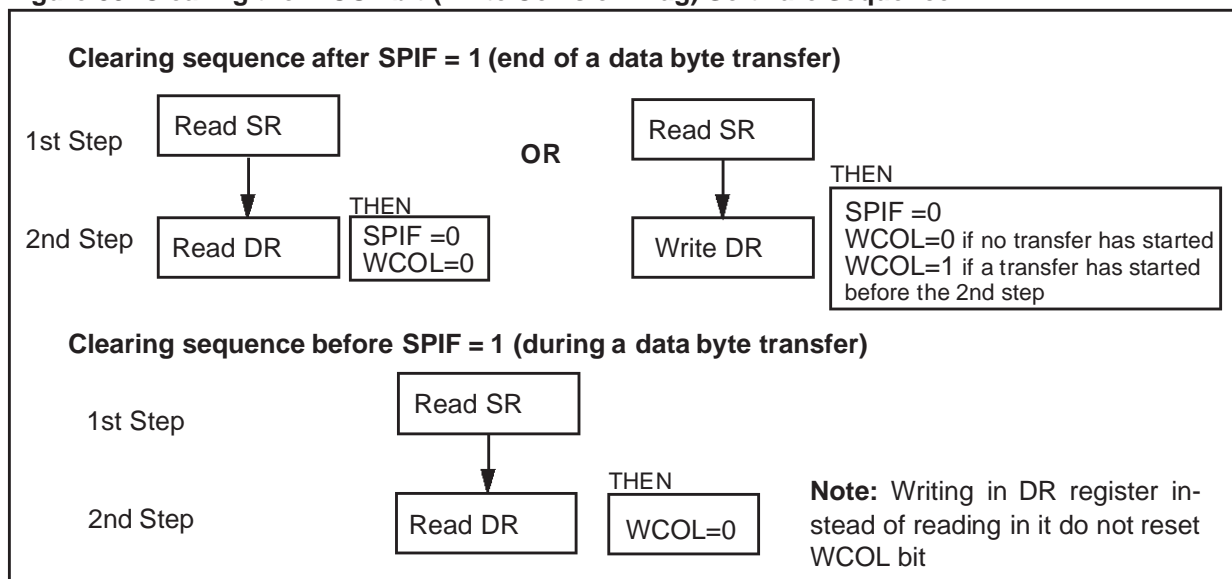 Clearing sequence after SPIF = 1 (end of a data byte transfer)
1st Step
Read SR
OR
Read SR
THEN
2nd Step
Read DR
THEN
SPIF =0
WCOL=0
Write DR
SPIF =0
WCOL=0 if no transfer has started
WCOL=1 if a transfer has started
before the 2nd step
Clearing sequence before SPIF = 1 (during a data byte transfer)
1st Step
Read SR
2nd Step
Read DR
THEN
WCOL=0
Note: Writing in DR register in-
stead of reading in it do not reset
WCOL bit